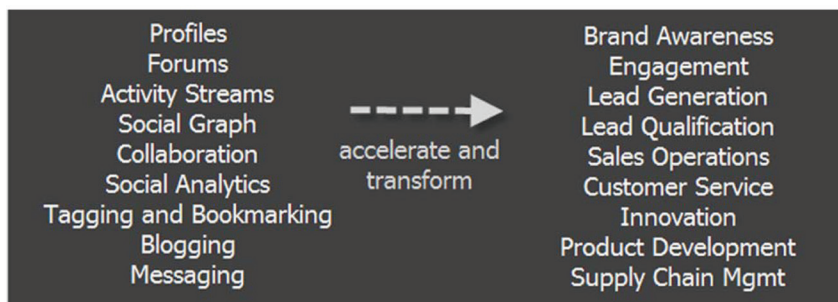 Profiles
Forums
Activity Streams
Social Graph
Collaboration
Social Analytics
Tagging and Bookmarking
Blogging
Messaging
accelerate and
transform
Brand Awareness
Engagement
Lead Generation
Lead Qualification
Sales Operations
Customer Service
Innovation
Product Development
Supply Chain Mgmt